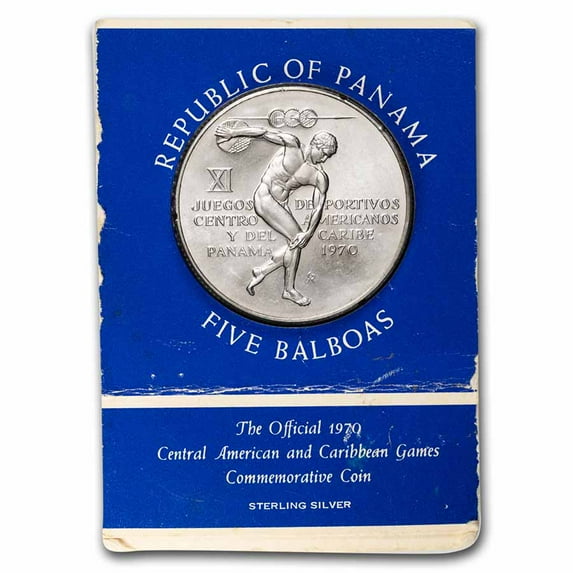 REPUBLIC OF PANAMA
XI
JUEGOS DEPORTIVOS
CENTRO AMERICANOS
Y DEL CARIBE
PANAMA 1970
FIVE BALBOAS
The Official 1970
Central American and Caribbean Games
Commemorative Coin
STERLING SILVER